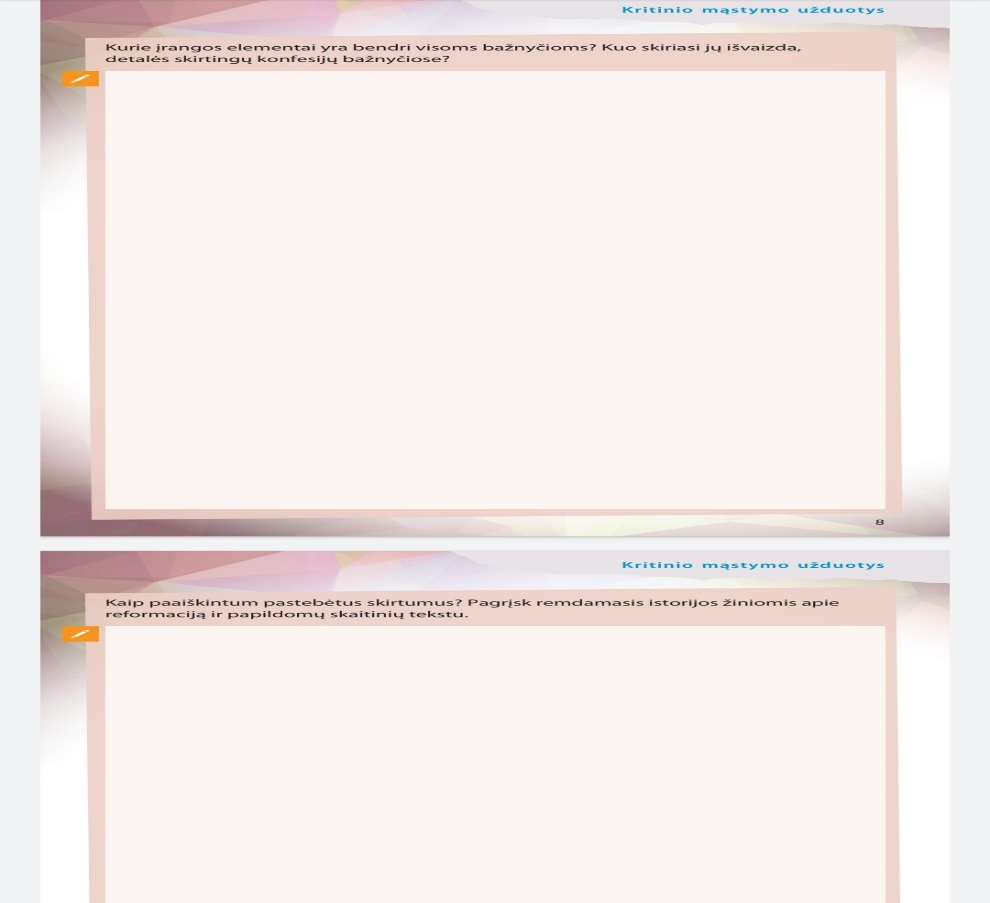 Kritinio mąstymo užduotys
Kurie įrangos elementai yra bendri visoms bažnyčioms? Kuo skiriasi jų išvaizda,
detalės skirtingų konfesijų bažnyčiose?
8
Kritinio mąstymo užduotys
Kaip paaiškintum pastebėtus skirtumus? Pagrįsk remdamasis istorijos žiniomis apie
reformaciją ir papildomų skaitinių tekstu.